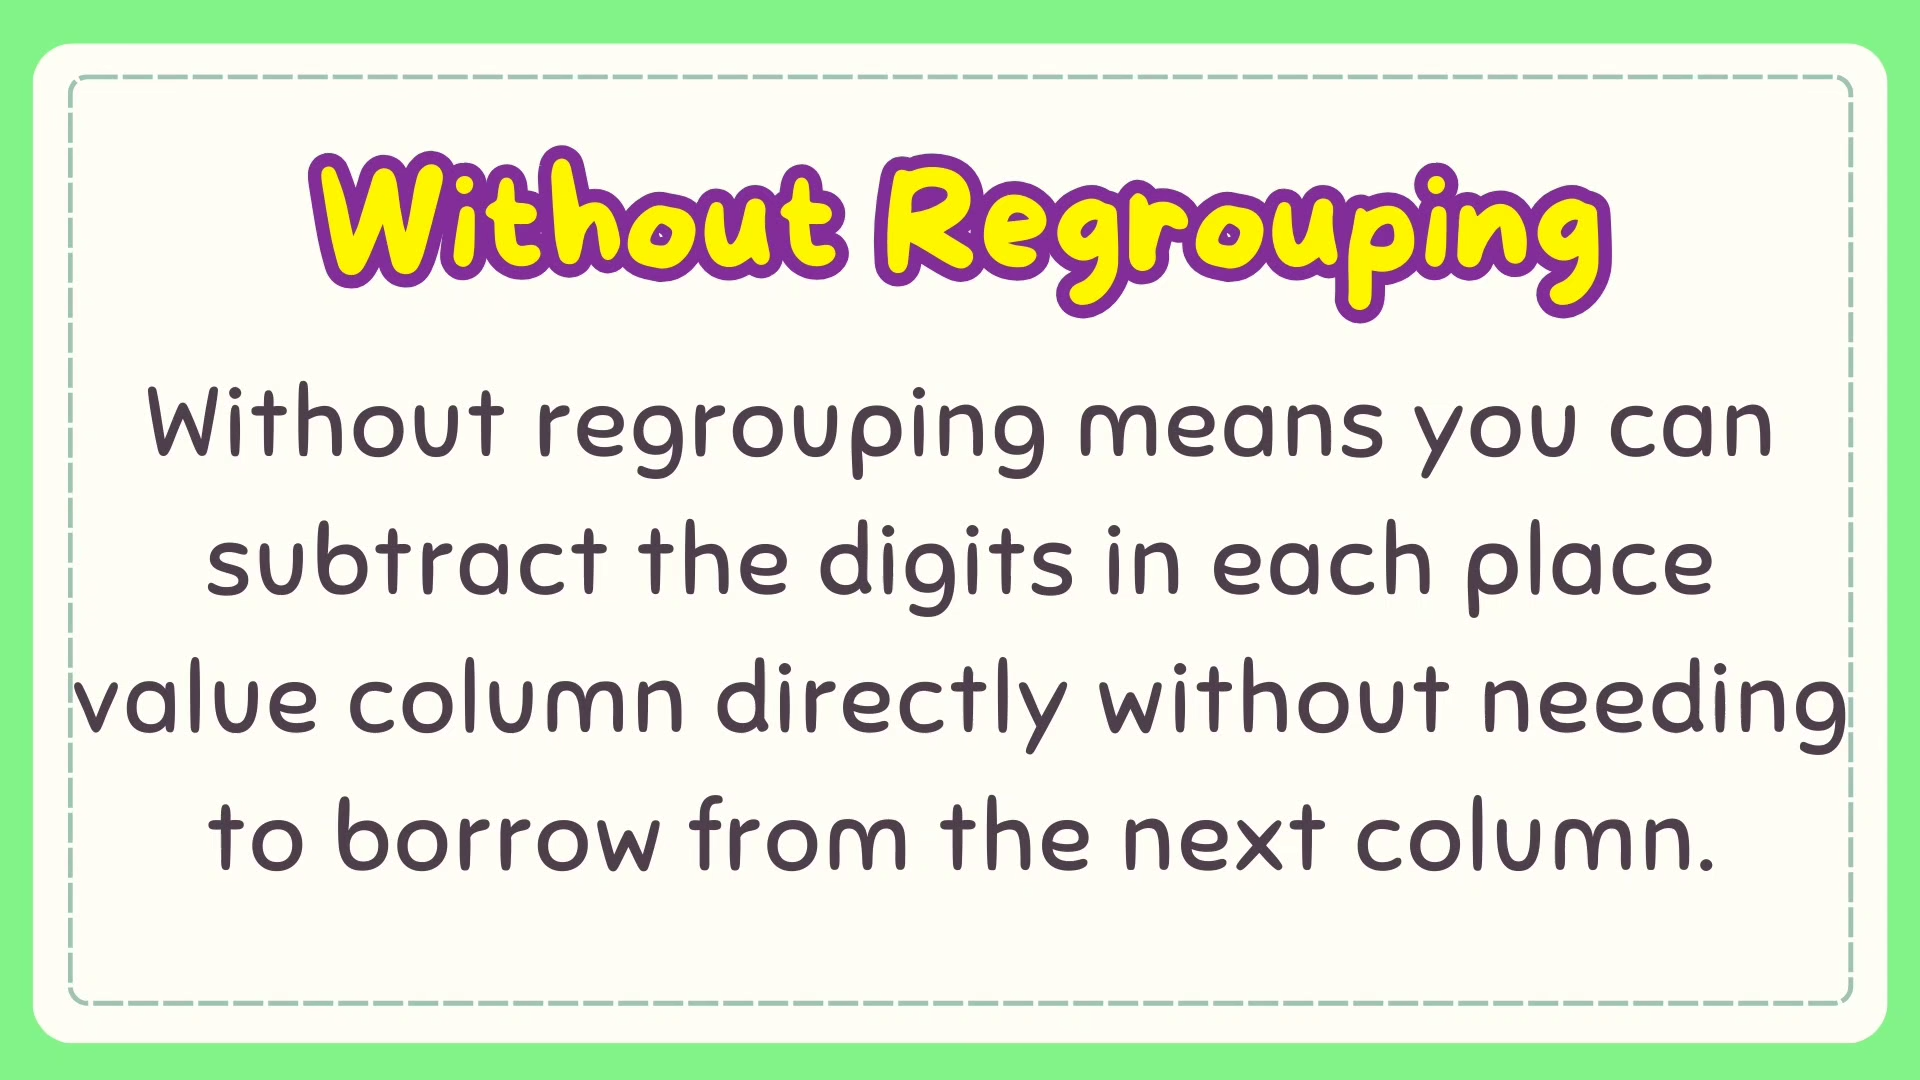 Without Regrouping
Without regrouping means you can
subtract the digits in each place
value column directly without needing
to borrow from the next column.